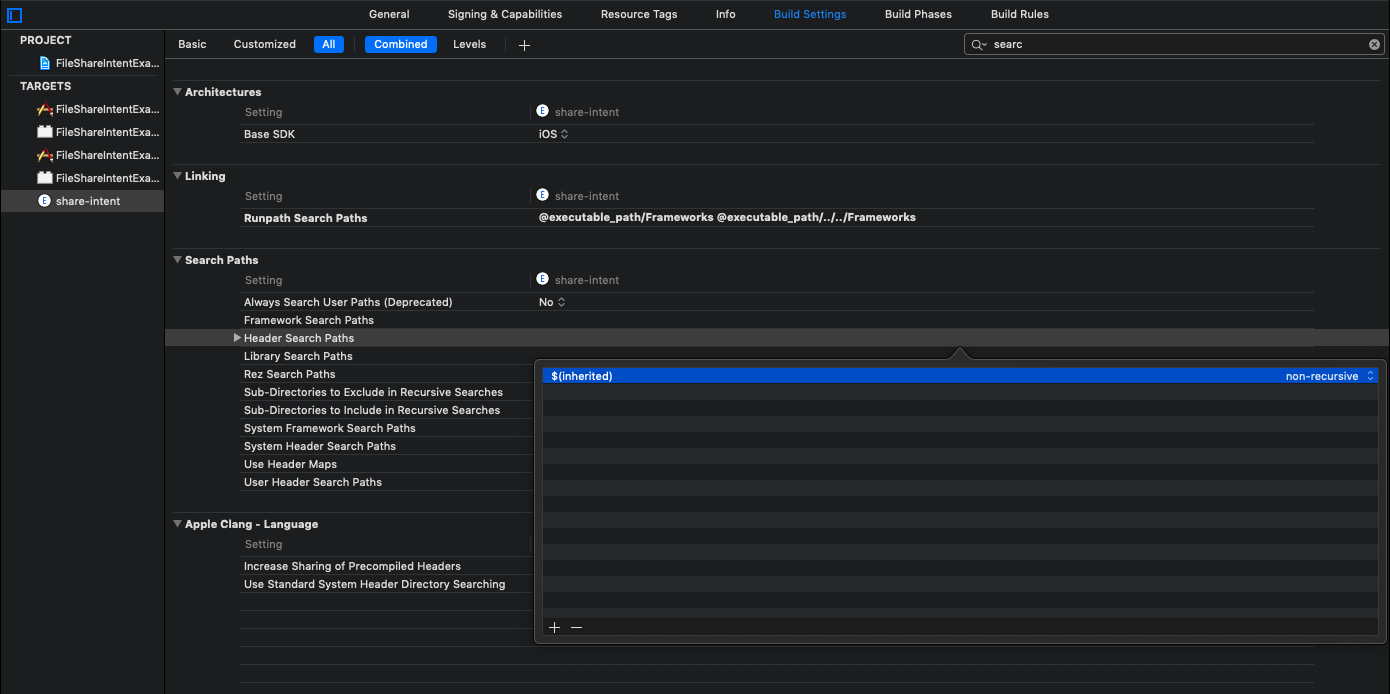 General Signing & Capabilities Resource Tags Info Build Settings Build Phases Build Rules
PROJECT
FileShareIntentExa...
TARGETS
FileShareIntentExa...
FileShareIntentExa...
FileShareIntentExa...
FileShareIntentExa...
E share-intent
Basic Customized All Combined Levels + searc
Architectures
Setting E share-intent
Base SDK iOS
Linking
Setting E share-intent
Runpath Search Paths @executable_path/Frameworks @executable_path/../../Frameworks
Search Paths
Setting E share-intent
Always Search User Paths (Deprecated) No
Framework Search Paths
Header Search Paths
Library Search Paths
Rez Search Paths
Sub-Directories to Exclude in Recursive Searches
Sub-Directories to Include in Recursive Searches
System Framework Search Paths
System Header Search Paths
Use Header Maps
User Header Search Paths
Apple Clang - Language
Setting
Increase Sharing of Precompiled Headers
Use Standard System Header Directory Searching
$(inherited) non-recursive
+ −